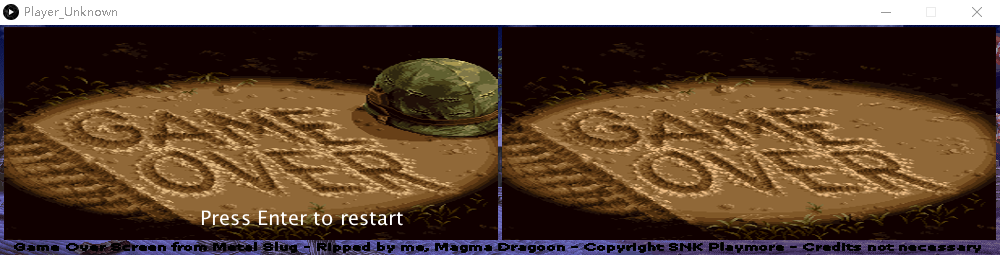 Player_Unknown
GAME
OVER
GAME
OVER
Press Enter to restart
Game Over Screen from Metal Slug - Ripped by me, Magma Dragoon - Copyright SNK Playmore - Credits not necessary